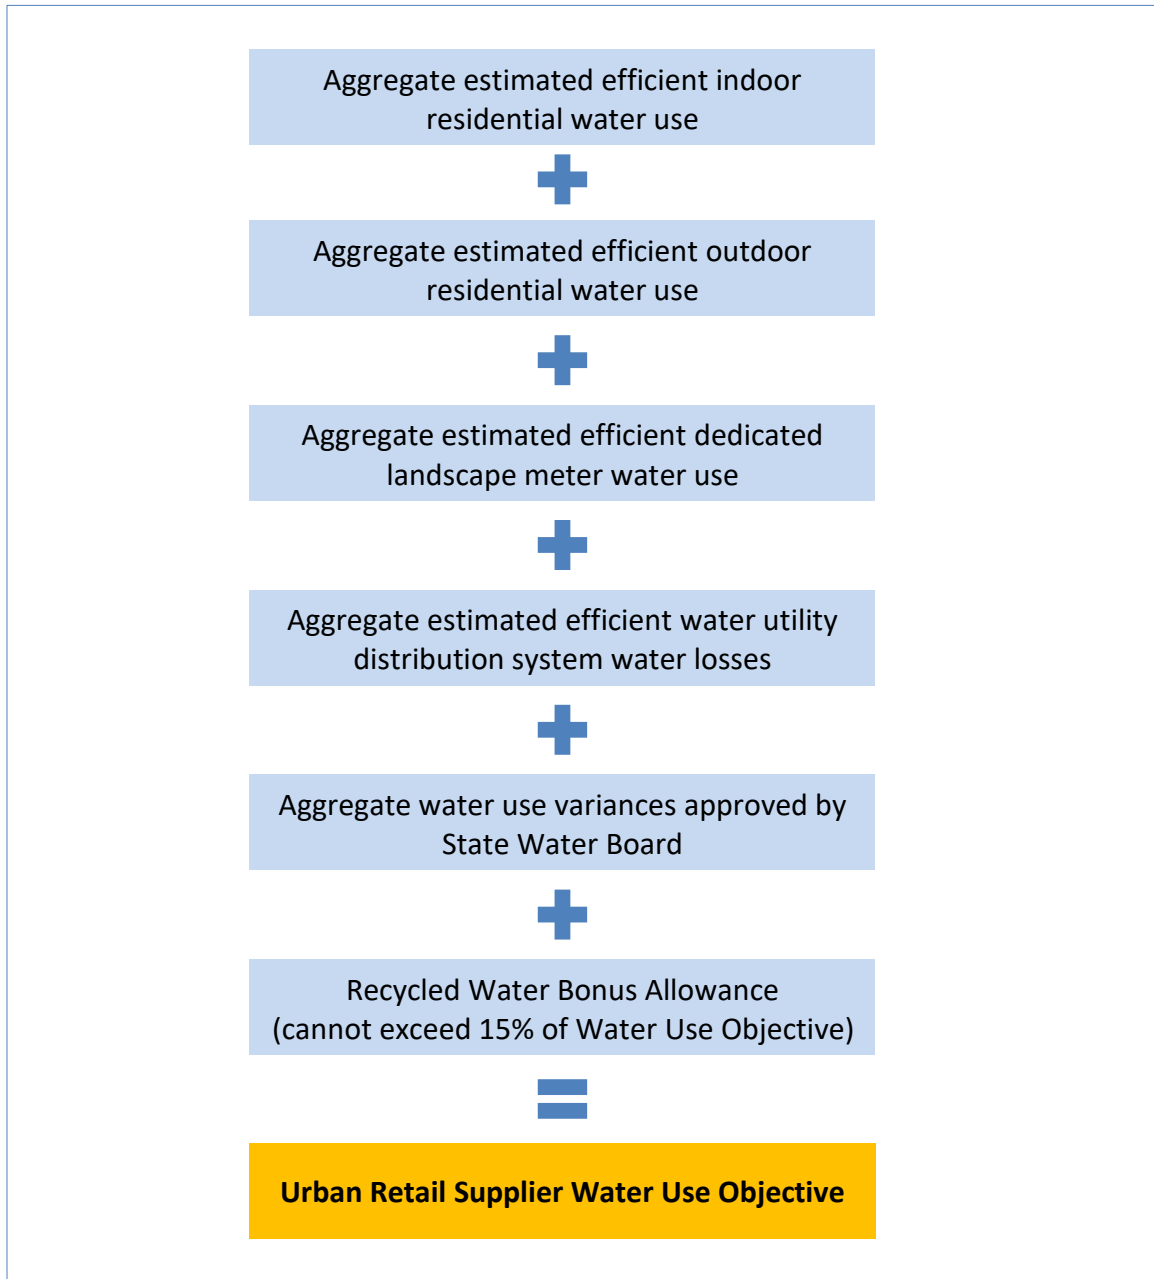 Aggregate estimated efficient indoor
residential water use
Aggregate estimated efficient outdoor
residential water use
Aggregate estimated efficient dedicated
landscape meter water use
Aggregate estimated efficient water utility
distribution system water losses
Aggregate water use variances approved by
State Water Board
Recycled Water Bonus Allowance
(cannot exceed 15% of Water Use Objective)
Urban Retail Supplier Water Use Objective